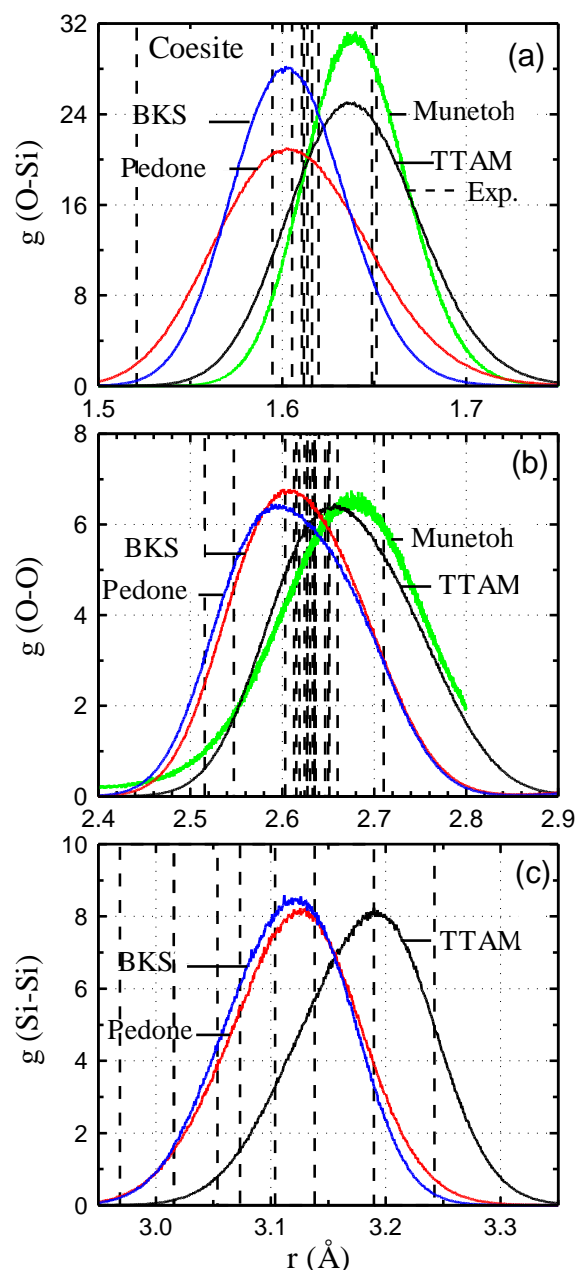 32
Coesite
(a)
BKS
Munetoh
24
Pedone
TTAM
Exp.
16
g (O-Si)
8
0
1.5
1.6
1.7
8
(b)
6
BKS
Munetoh
Pedone
TTAM
4
g (O-O)
2
0
2.4
2.5
2.6
2.7
2.8
2.9
10
(c)
8
TTAM
BKS
6
Pedone
4
g (Si-Si)
2
0
3.0
3.1
3.2
3.3
r (Å)